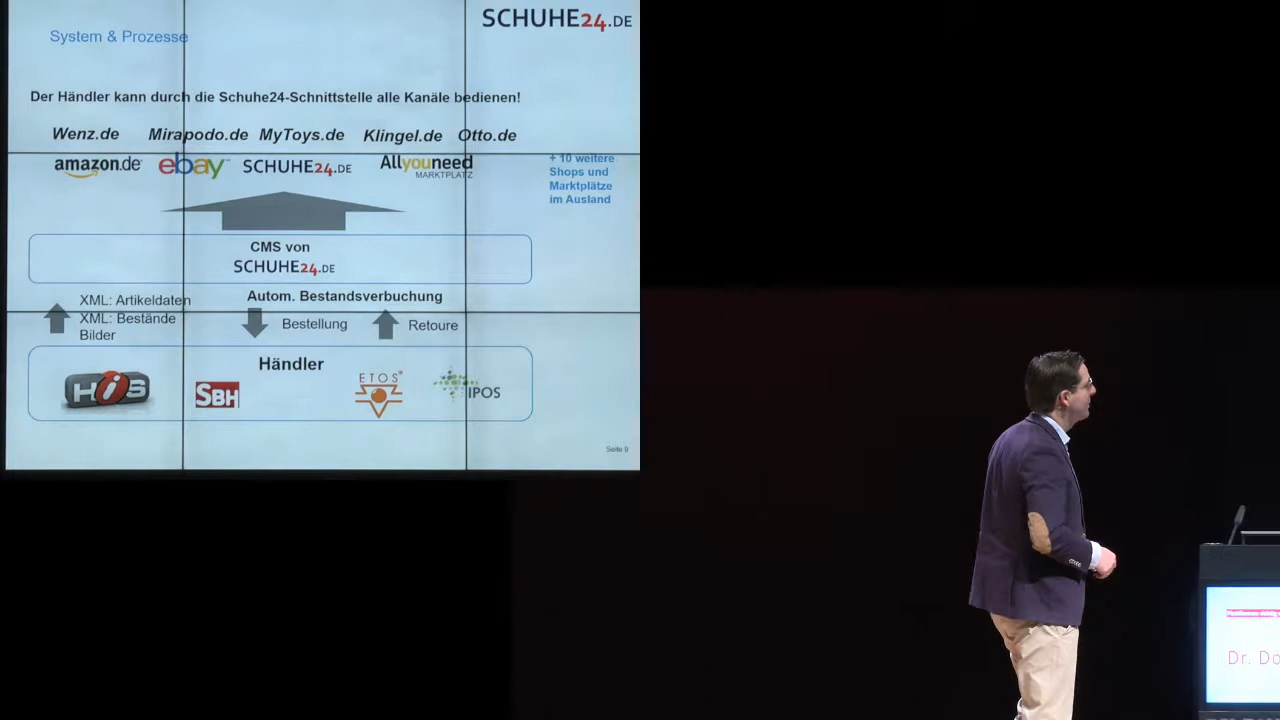 SCHUHE24.DE
System & Prozesse
Der Händler kann durch die Schuhe24-Schnittstelle alle Kanäle bedienen!
Wenz.de Mirapodo.de MyToys.de Klingel.de Otto.de
amazon.de ebay SCHUHE24.DE Allyouneed
MARKTPLATZ
+ 10 weitere
Shops und
Marktplätze
im Ausland
CMS von
SCHUHE24.DE
XML: Artikeldaten
XML: Bestände
Bilder
Autom. Bestandsverbuchung
Bestellung
Retoure
Händler
HIS
SBH
ETOS
IPOS
Seite 9
Dr. Do